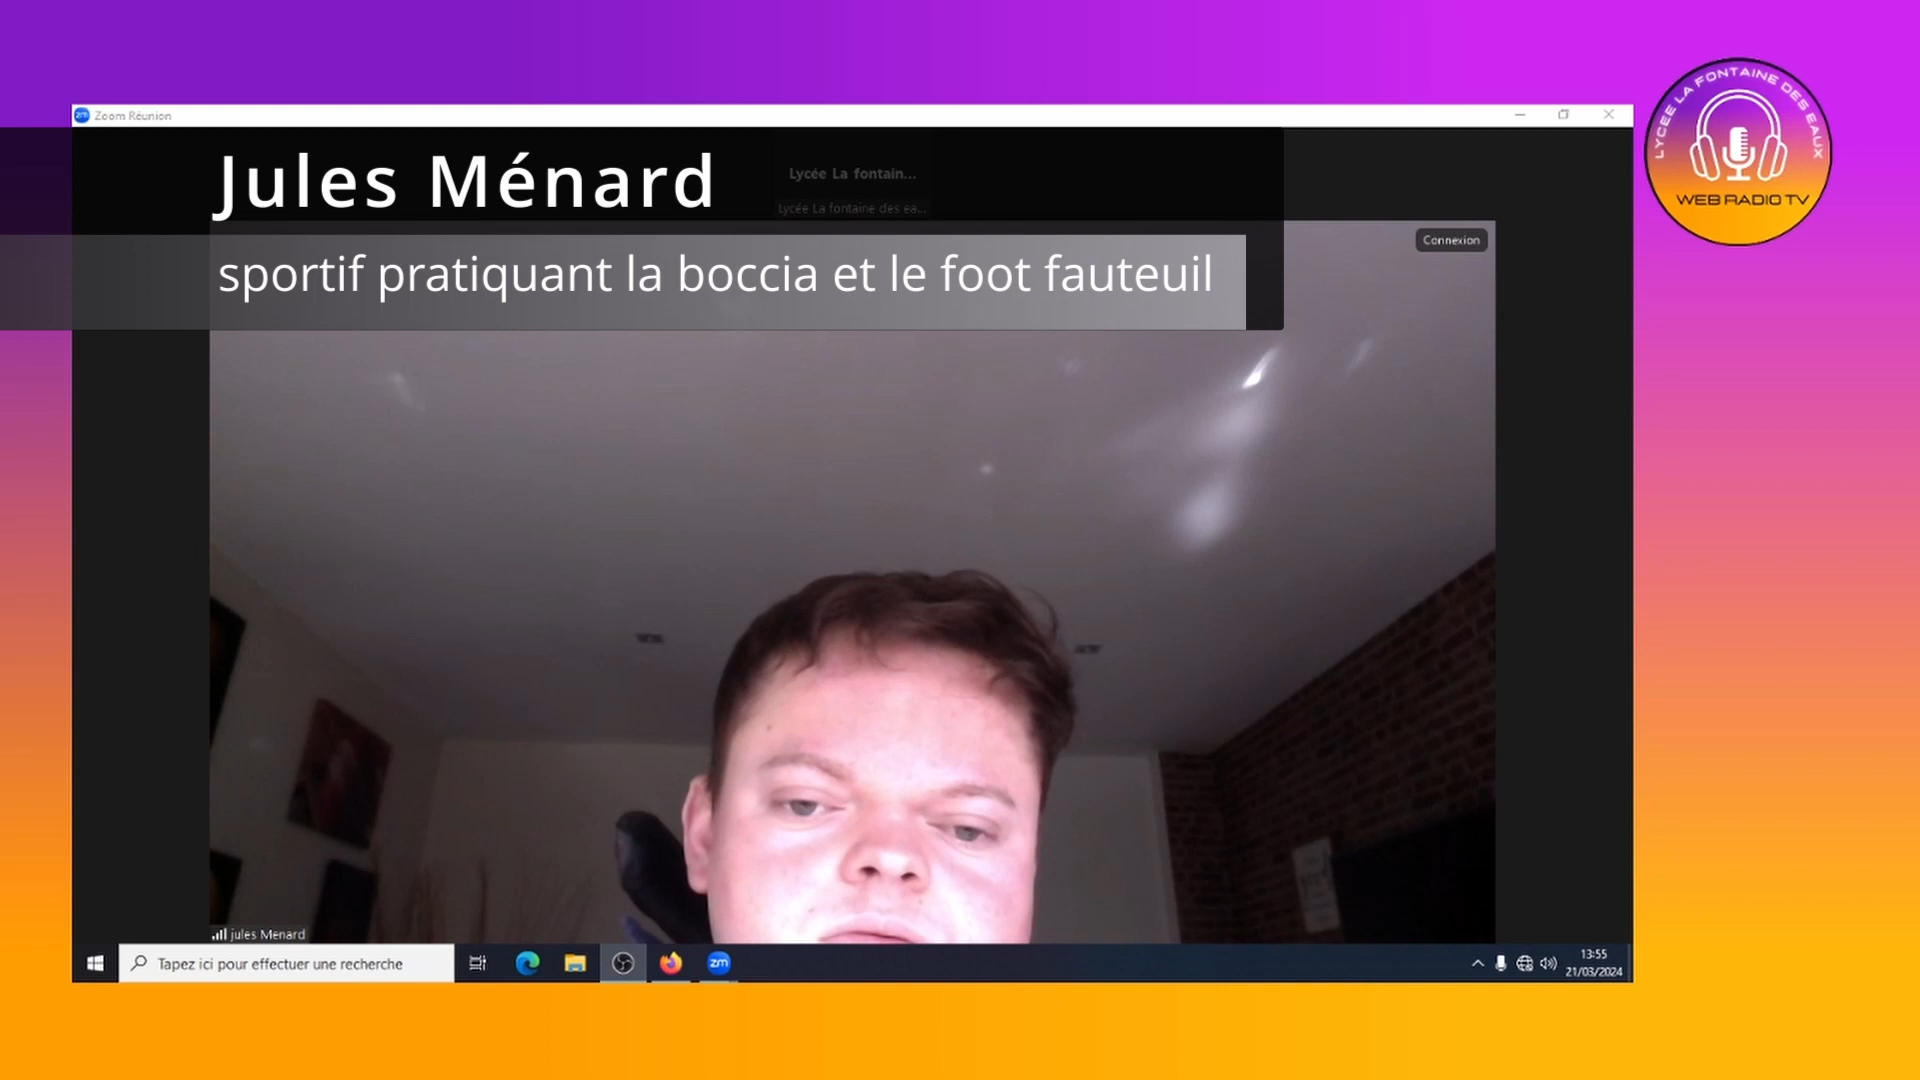 Zoom Réunion
Jules Ménard
Lycée La fontain...
Lycée La fontaine des ea...
sportif pratiquant la boccia et le foot fauteuil
Connexion
LYCEE LA FONTAINE DES EAUX
WEB RADIO TV
jules Menard
Tapez ici pour effectuer une recherche
zm
13:55
21/03/2024